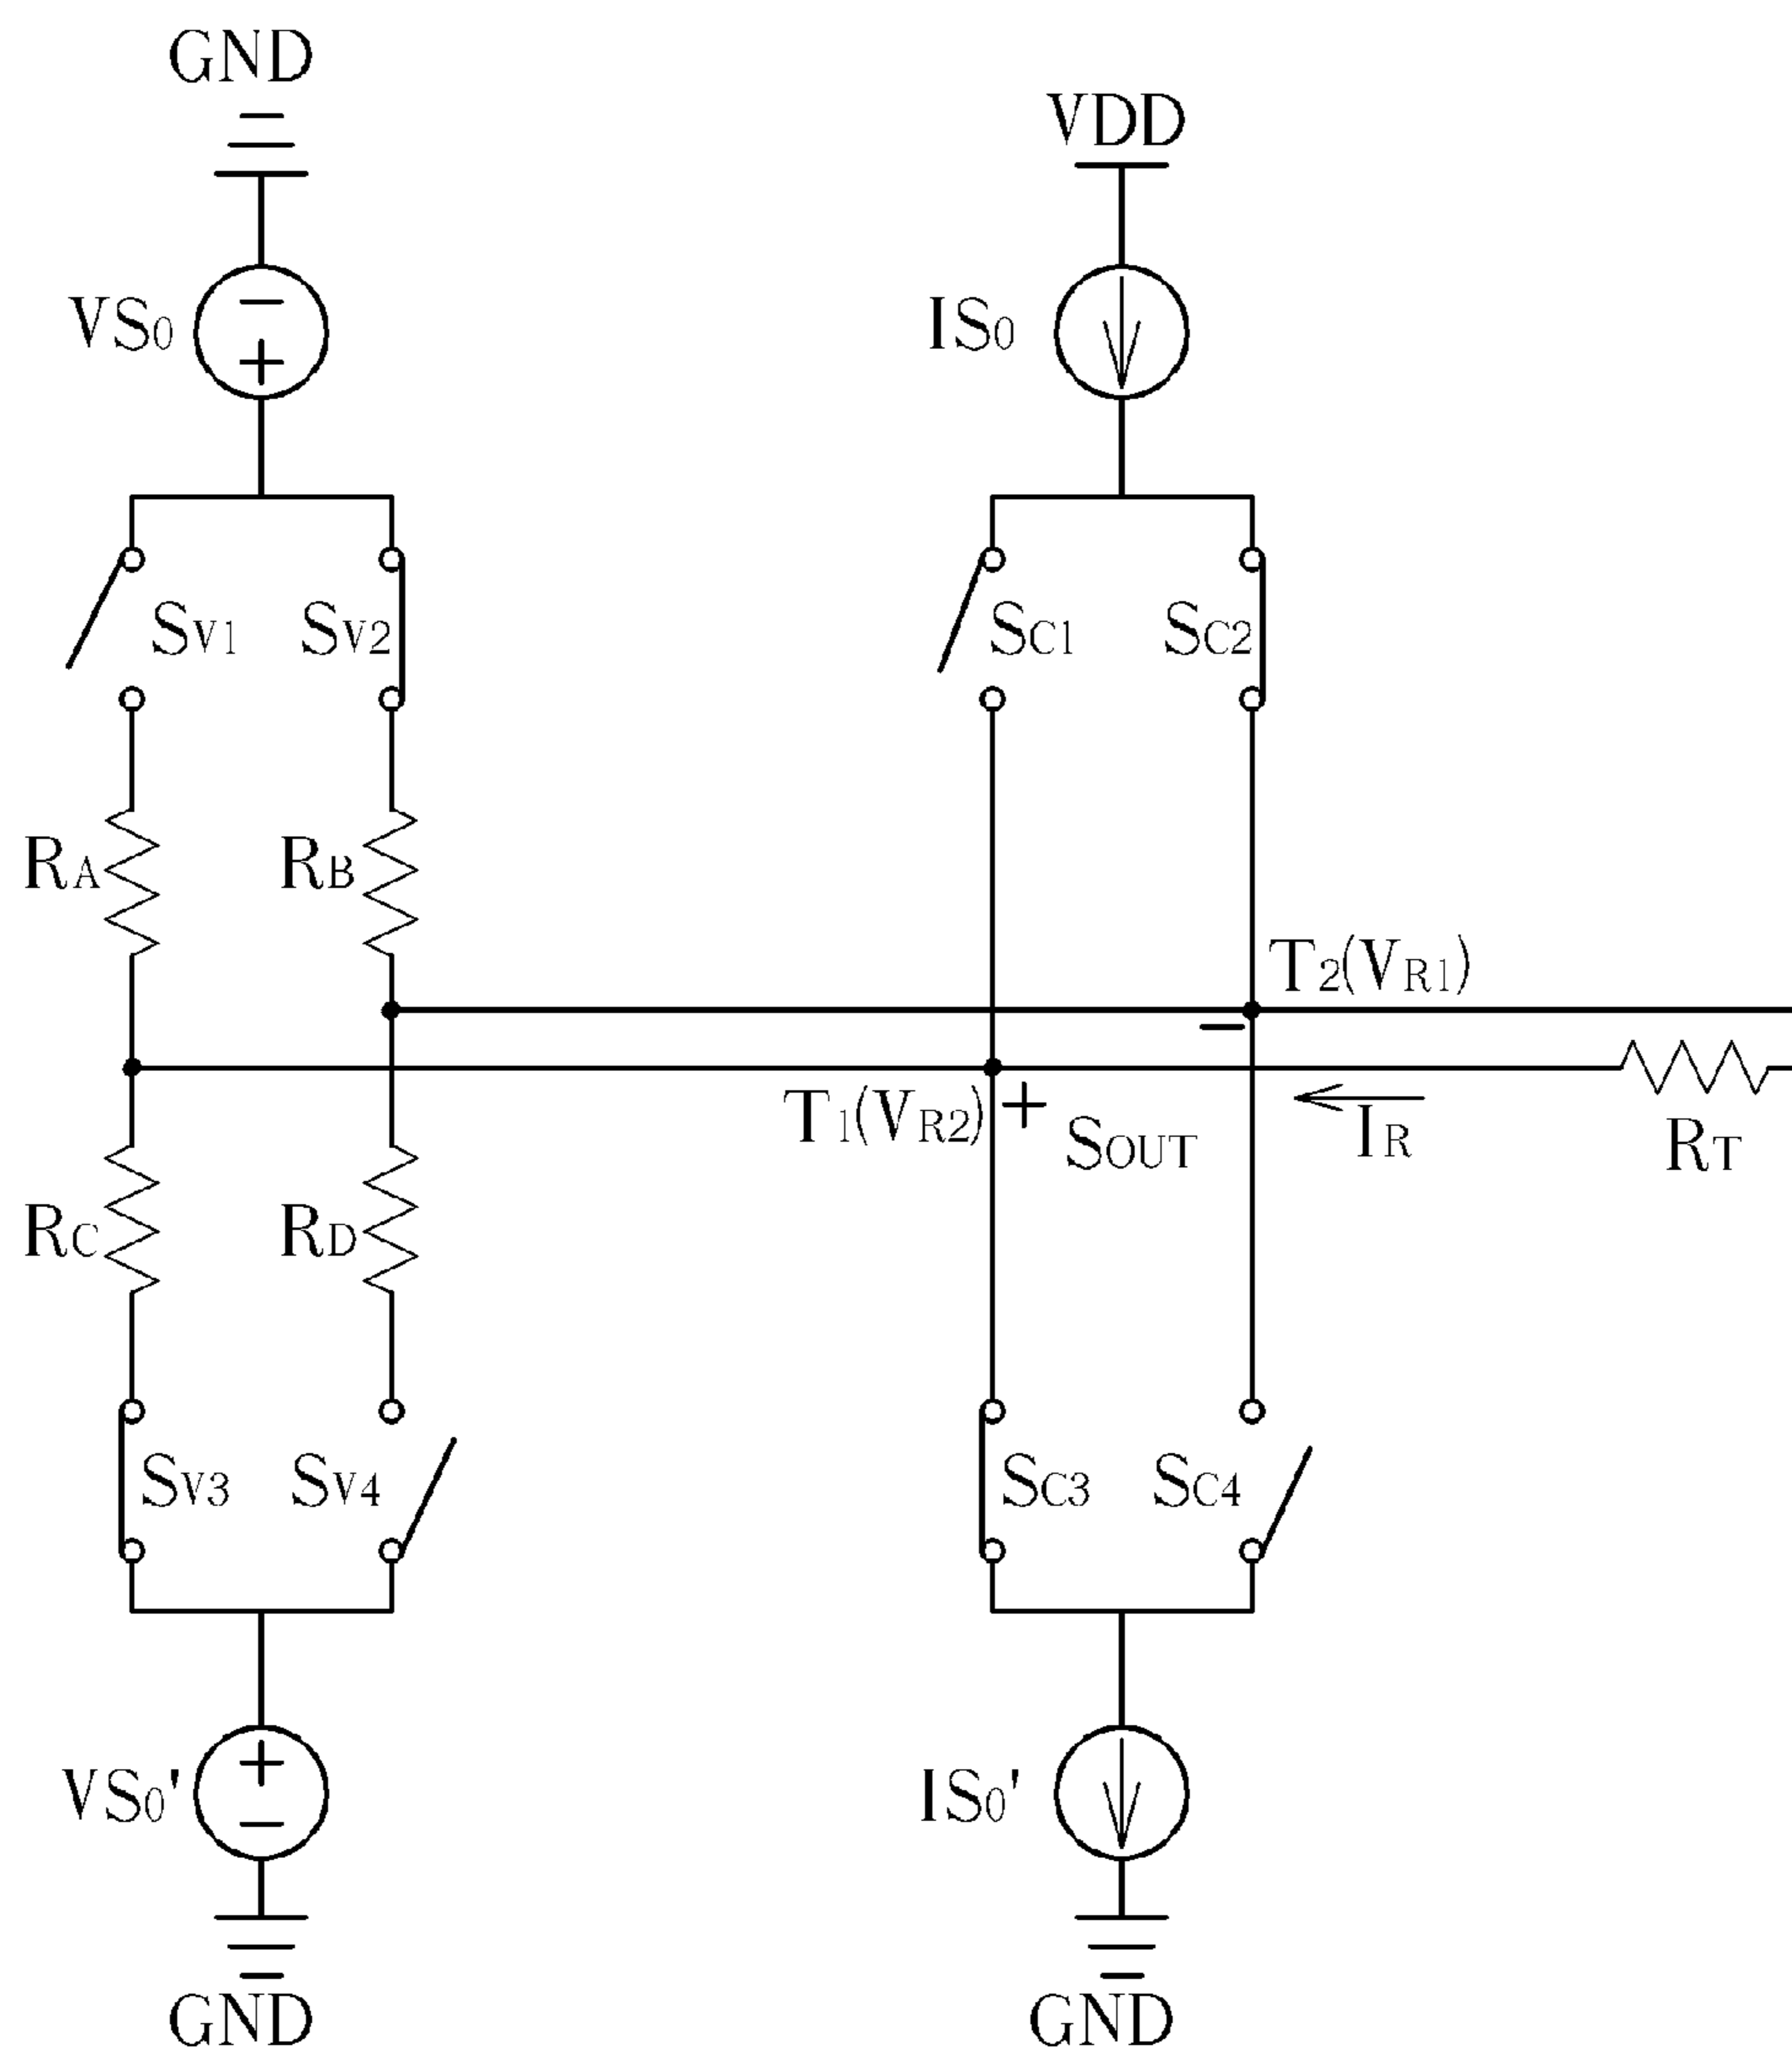 GND
VDD
VS0
IS0
SV1 SV2
SC1 SC2
RA RB
T2(VR1)
T1(VR2)
SOUT
IR
RT
RC RD
SV3 SV4
SC3 SC4
VS0'
IS0'
GND
GND